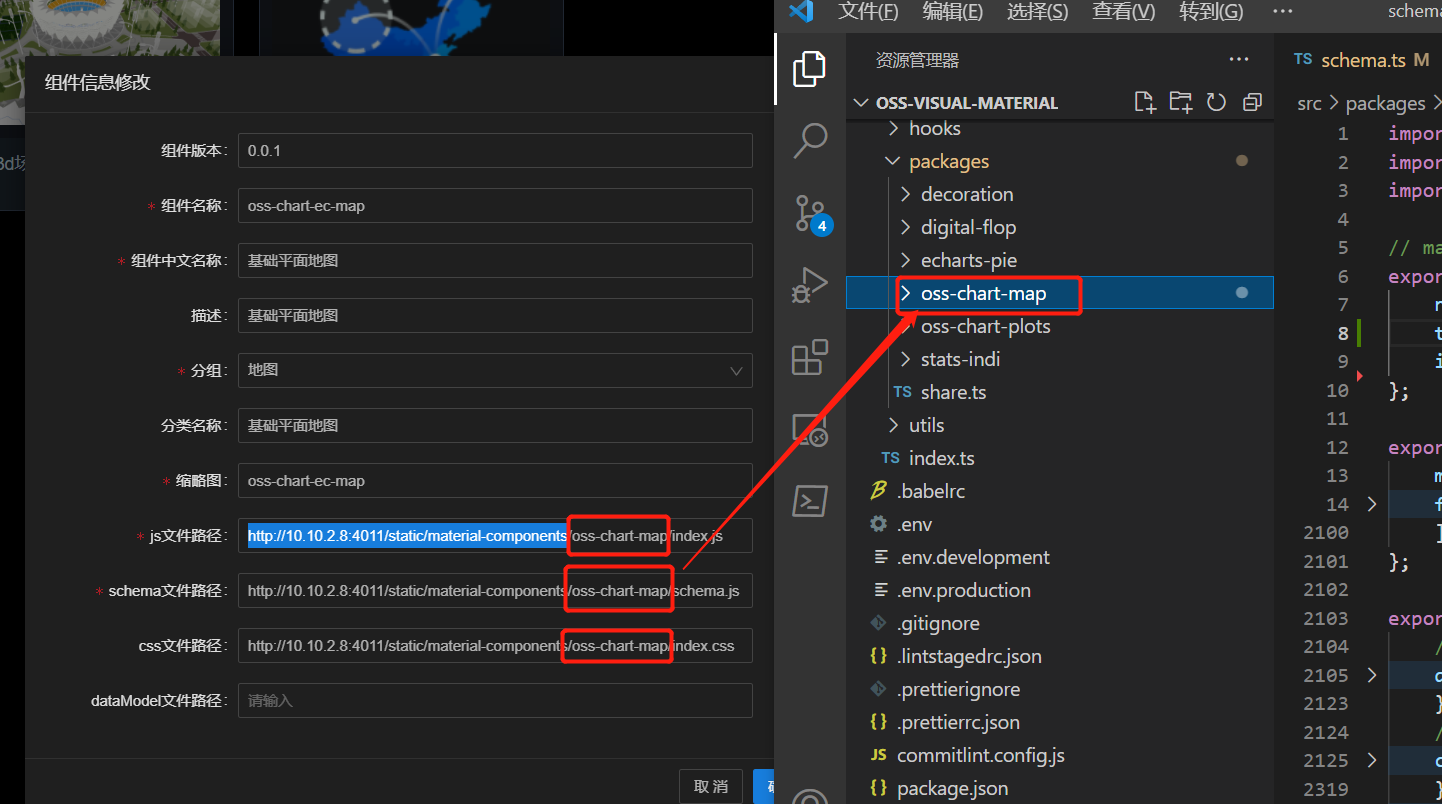 3d场
组件信息修改
组件版本:
0.0.1
* 组件名称:
oss-chart-ec-map
* 组件中文名称:
基础平面地图
描述:
基础平面地图
* 分组:
地图
分类名称:
基础平面地图
* 缩略图:
oss-chart-ec-map
* js文件路径:
http://10.10.2.8:4011/static/material-components/oss-chart-map/index.js
* schema文件路径:
http://10.10.2.8:4011/static/material-components/oss-chart-map/schema.js
css文件路径:
http://10.10.2.8:4011/static/material-components/oss-chart-map/index.css
dataModel文件路径:
请输入
取 消
文件(F) 编辑(E) 选择(S) 查看(V) 转到(G) ··· schema
4
资源管理器 ···
OSS-VISUAL-MATERIAL
hooks
packages
decoration
digital-flop
echarts-pie
oss-chart-map
oss-chart-plots
stats-indi
TS share.ts
utils
TS index.ts
.babelrc
.env
.env.development
.env.production
.gitignore
{} .lintstagedrc.json
.prettierignore
{} .prettierrc.json
JS commitlint.config.js
{} package.json
TS schema.ts M
src > packages >
1 impor
2 impor
3 impor
4
5 // ma
6 expor
7 r
8 t
9 i
10 };
11
12 expor
13 m
14 f
2100 ]
2101 };
2102
2103 expor
2104 /
2105 c
2123 }
2124 /
2125 c
2319 }